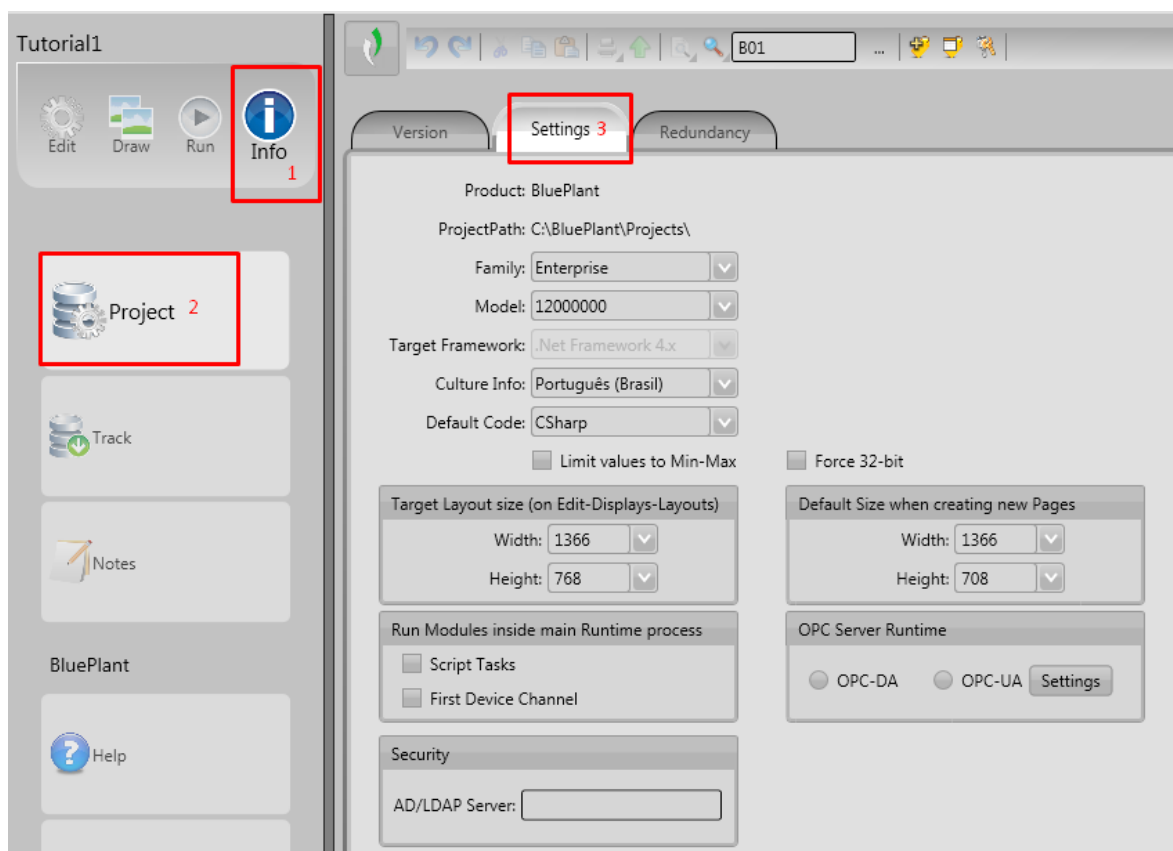 Tutorial1
Edit
Draw
Run
Info
1
Project 2
Track
Notes
BluePlant
Help
B01
...
Version
Settings 3
Redundancy
Product: BluePlant
ProjectPath: C:\BluePlant\Projects\
Family: Enterprise
Model: 12000000
Target Framework: .Net Framework 4.x
Culture Info: Português (Brasil)
Default Code: CSharp
Limit values to Min-Max
Force 32-bit
Target Layout size (on Edit-Displays-Layouts)
Width: 1366
Height: 768
Default Size when creating new Pages
Width: 1366
Height: 708
Run Modules inside main Runtime process
Script Tasks
First Device Channel
OPC Server Runtime
OPC-DA
OPC-UA
Settings
Security
AD/LDAP Server: